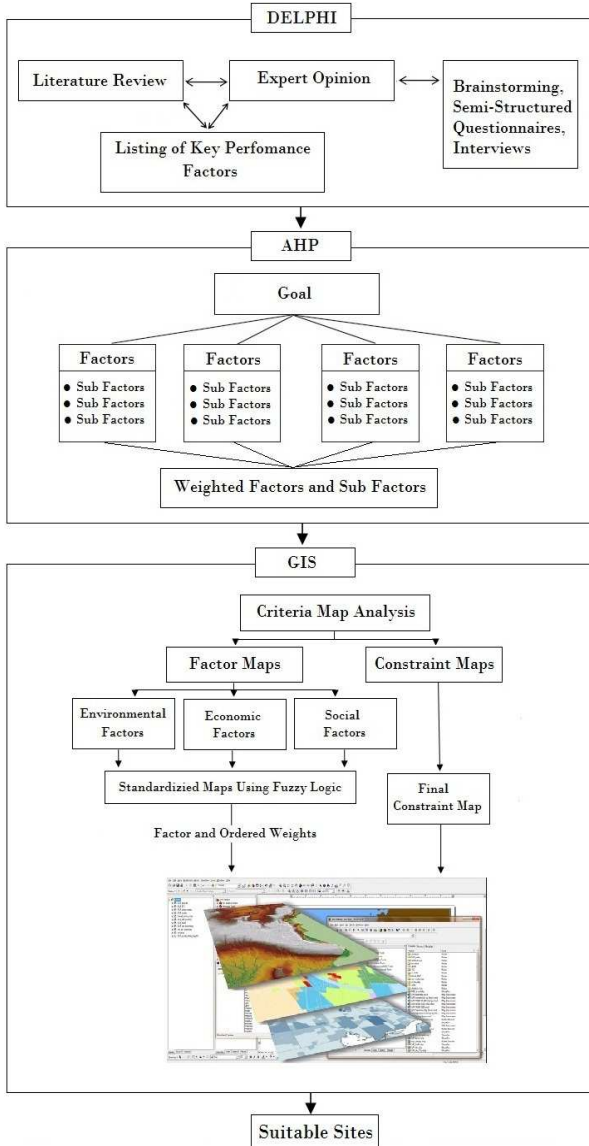 DELPHI
Literature Review
Expert Opinion
Brainstorming,
Semi-Structured
Questionnaires,
Interviews
Listing of Key Perfomance
Factors
AHP
Goal
Factors
Sub Factors
Sub Factors
Sub Factors
Factors
Sub Factors
Sub Factors
Sub Factors
Factors
Sub Factors
Sub Factors
Sub Factors
Factors
Sub Factors
Sub Factors
Sub Factors
Weighted Factors and Sub Factors
GIS
Criteria Map Analysis
Factor Maps
Constraint Maps
Environmental
Factors
Economic
Factors
Social
Factors
Standardizied Maps Using Fuzzy Logic
Final
Constraint Map
Factor and Ordered Weights
Suitable Sites